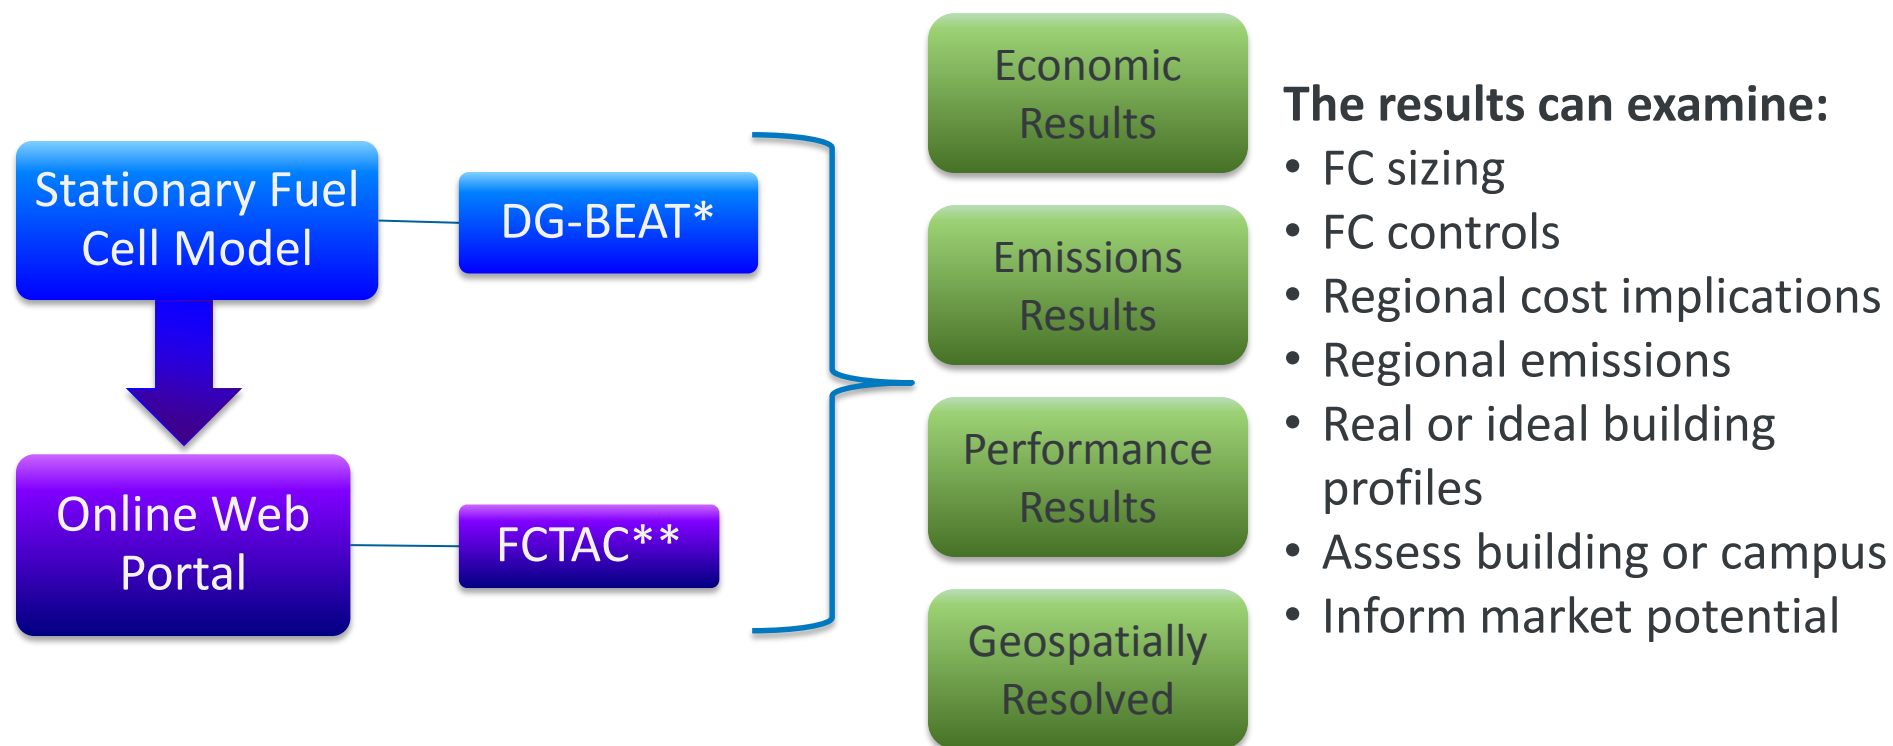 Stationary Fuel
Cell Model
DG-BEAT*
Online Web
Portal
FCTAC**
Economic
Results
Emissions
Results
Performance
Results
Geospatially
Resolved
The results can examine:
• FC sizing
• FC controls
• Regional cost implications
• Regional emissions
• Real or ideal building
profiles
• Assess building or campus
• Inform market potential